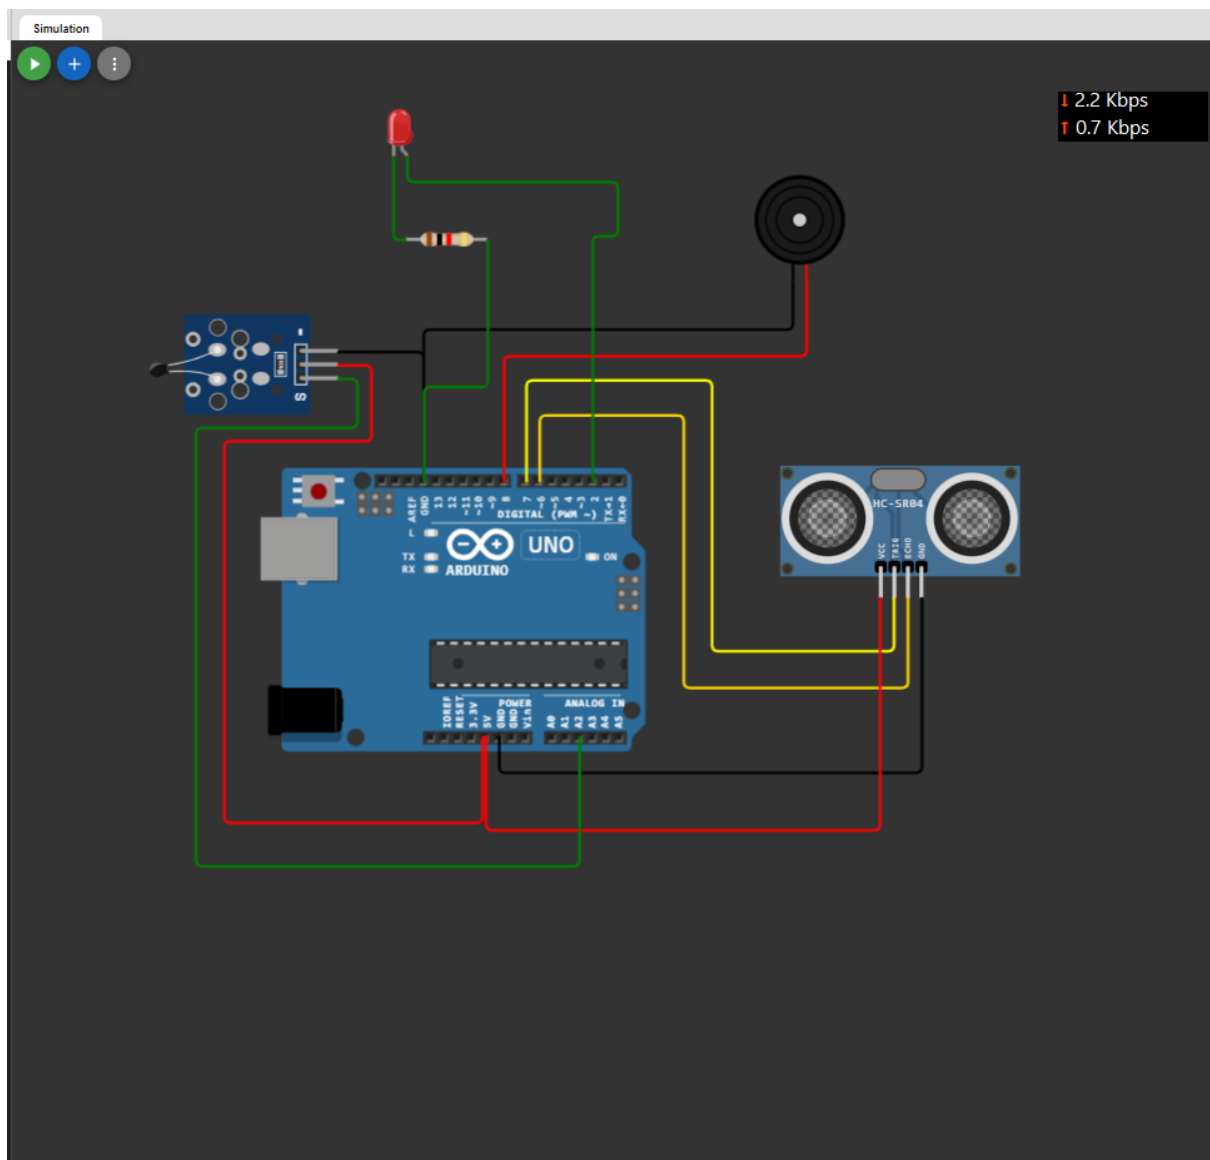 Simulation
↓ 2.2 Kbps
↑ 0.7 Kbps
S
AREF
GND
13
12
~11
~10
~9
8
7
~6
~5
4
~3
2
TX→1
RX←0
DIGITAL (PWM ~)
L
TX
RX
ARDUINO
UNO
ON
HC-SR04
VCC
TRIG
ECHO
GND
IOREF
RESET
3.3V
5V
GND
GND
Vin
POWER
ANALOG IN
A0
A1
A2
A3
A4
A5